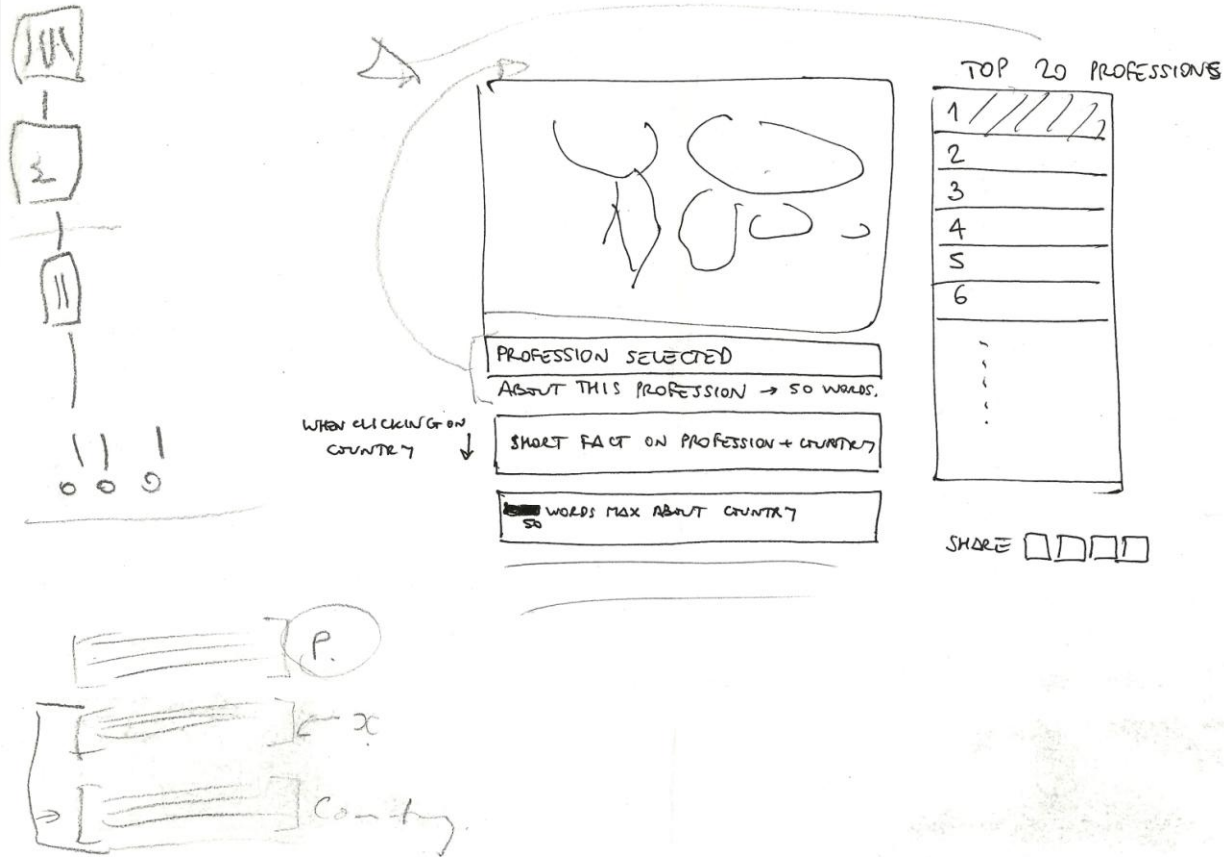 TOP 20 PROFESSIONS
1
2
3
4
5
6
PROFESSION SELECTED
ABOUT THIS PROFESSION → 50 WORDS.
WHEN CLICKING ON
COUNTRY ↓
SHORT FACT ON PROFESSION + COUNTRY
WORDS MAX ABOUT COUNTRY
50
SHARE
P.
x
Country.